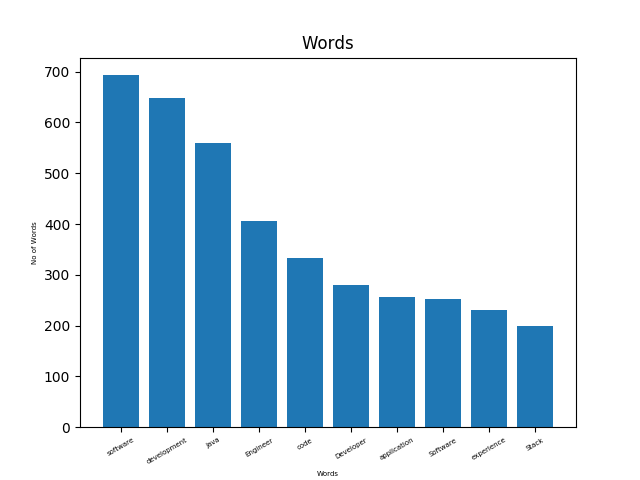 Words
700
600
500
400
300
200
100
0
No of Words
software development Java Engineer code Developer application Software experience Stack
Words